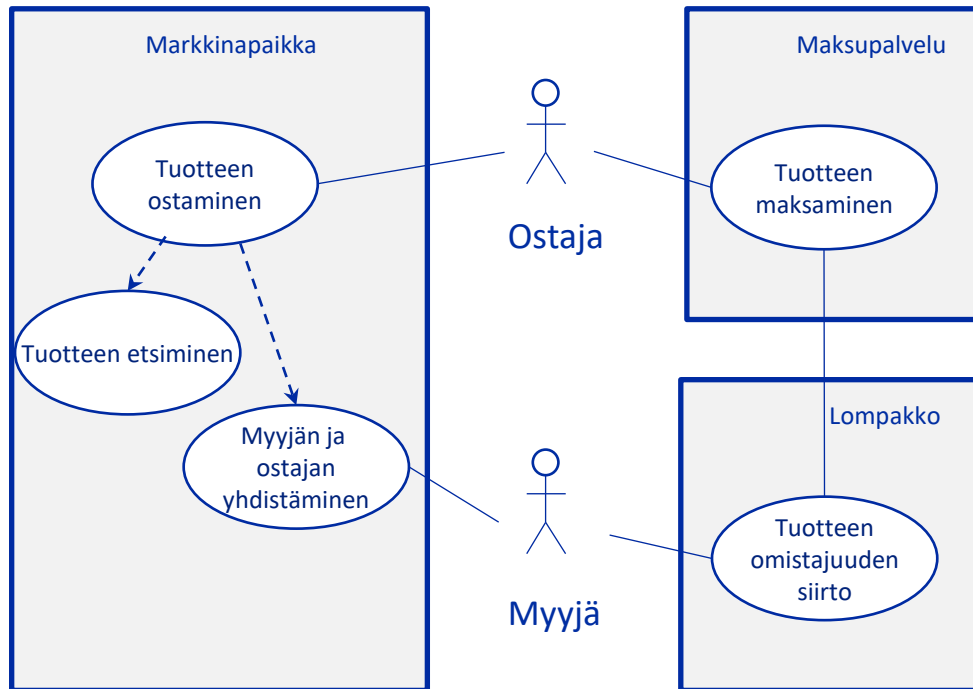 Markkinapaikka
Maksupalvelu
Tuotteen
ostaminen
Tuotteen
maksaminen
Ostaja
Tuotteen etsiminen
Lompakko
Myyjän ja
ostajan
yhdistäminen
Tuotteen
omistajuuden
siirto
Myyjä